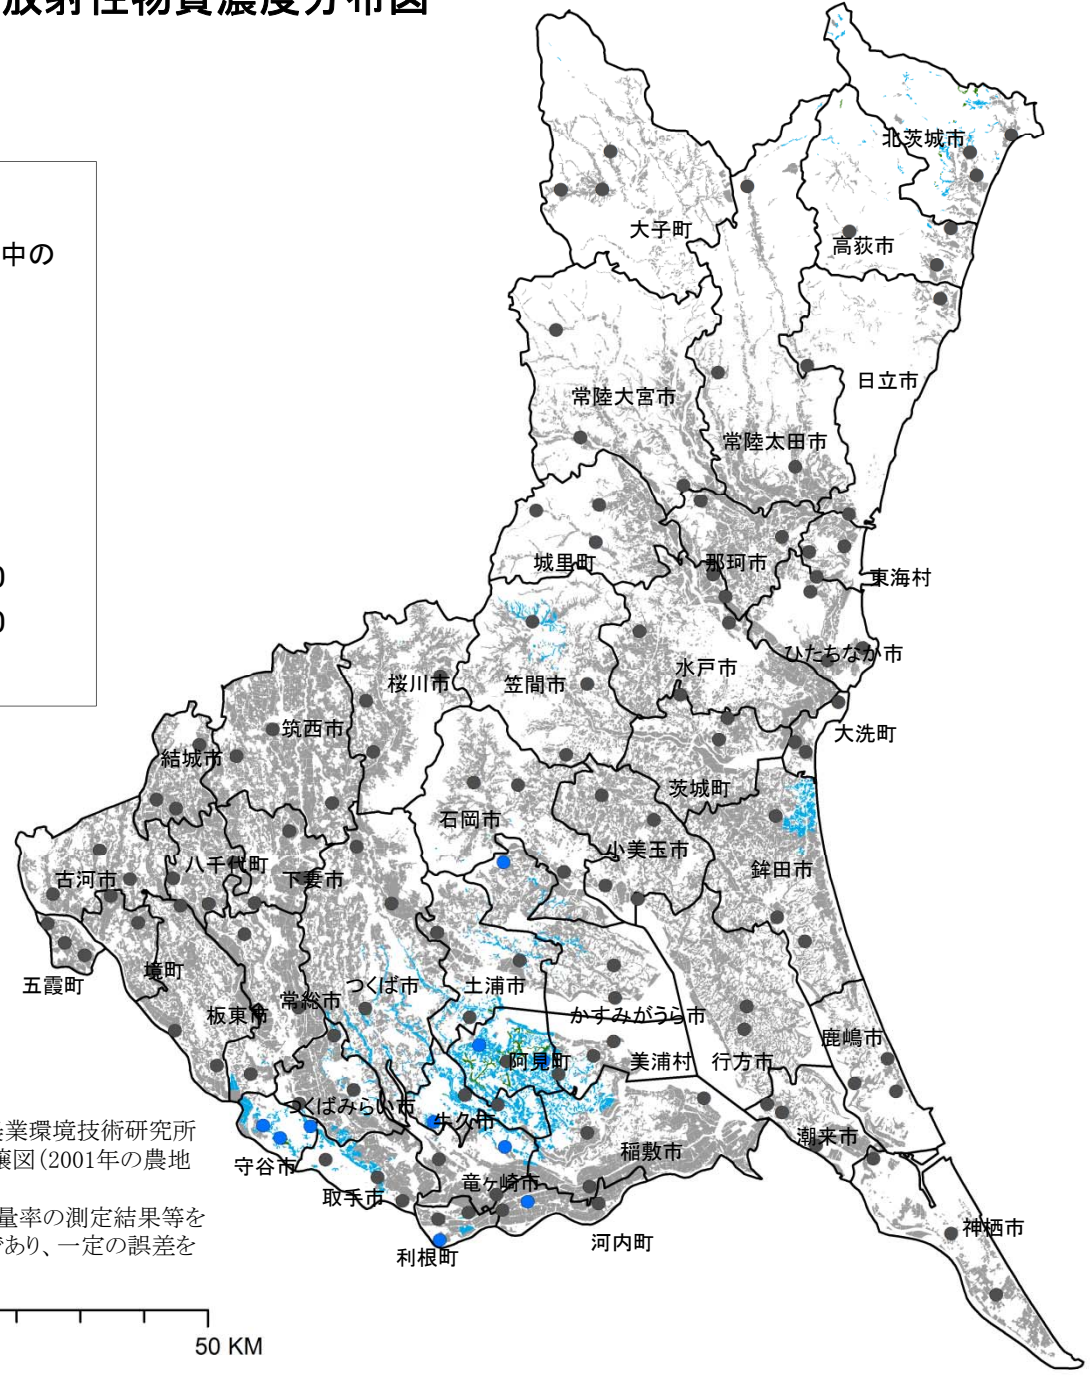 放射性物質濃度分布図
中の
0
0
北茨城市
大子町
高萩市
日立市
常陸大宮市
常陸太田市
城里町
那珂市
東海村
ひたちなか市
水戸市
笠間市
桜川市
筑西市
大洗町
結城市
茨城町
石岡市
小美玉市
鉾田市
八千代町
古河市
下妻市
境町
五霞町
つくば市
土浦市
常総市
板東市
かすみがうら市
鹿嶋市
阿見町
美浦村
行方市
つくばみらい市
牛久市
潮来市
稲敷市
守谷市
竜ヶ崎市
取手市
神栖市
河内町
利根町
業環境技術研究所
壌図(2001年の農地
量率の測定結果等を
であり、一定の誤差を
50 KM